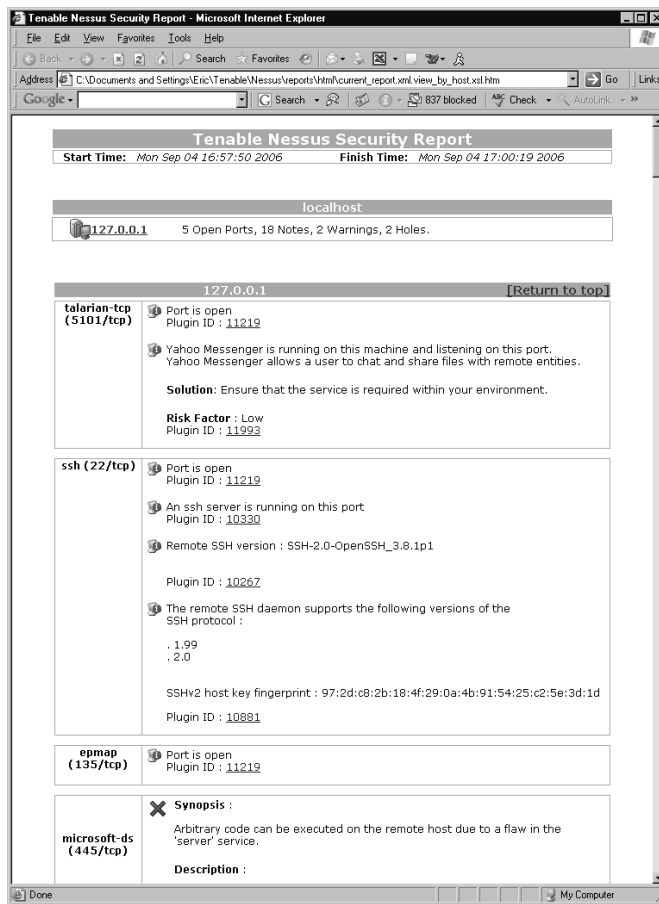 Tenable Nessus Security Report - Microsoft Internet Explorer
File Edit View Favorites Tools Help
Back Search Favorites
Address C:\Documents and Settings\Eric\Tenable\Nessus\reports\html\current_report.xml.view_by_host.xsl.htm Go Links
Google Search 837 blocked Check AutoLink »
Tenable Nessus Security Report
Start Time: Mon Sep 04 16:57:50 2006 Finish Time: Mon Sep 04 17:00:19 2006
localhost
127.0.0.1 5 Open Ports, 18 Notes, 2 Warnings, 2 Holes.
127.0.0.1 [Return to top]
talarian-tcp
(5101/tcp)
Port is open
Plugin ID : 11219
Yahoo Messenger is running on this machine and listening on this port.
Yahoo Messenger allows a user to chat and share files with remote entities.
Solution: Ensure that the service is required within your environment.
Risk Factor : Low
Plugin ID : 11993
ssh (22/tcp)
Port is open
Plugin ID : 11219
An ssh server is running on this port
Plugin ID : 10330
Remote SSH version : SSH-2.0-OpenSSH_3.8.1p1
Plugin ID : 10267
The remote SSH daemon supports the following versions of the
SSH protocol :
. 1.99
. 2.0
SSHv2 host key fingerprint : 97:2d:c8:2b:18:4f:29:0a:4b:91:54:25:c2:5e:3d:1d
Plugin ID : 10881
epmap
(135/tcp)
Port is open
Plugin ID : 11219
microsoft-ds
(445/tcp)
Synopsis :
Arbitrary code can be executed on the remote host due to a flaw in the
'server' service.
Description :
Done My Computer